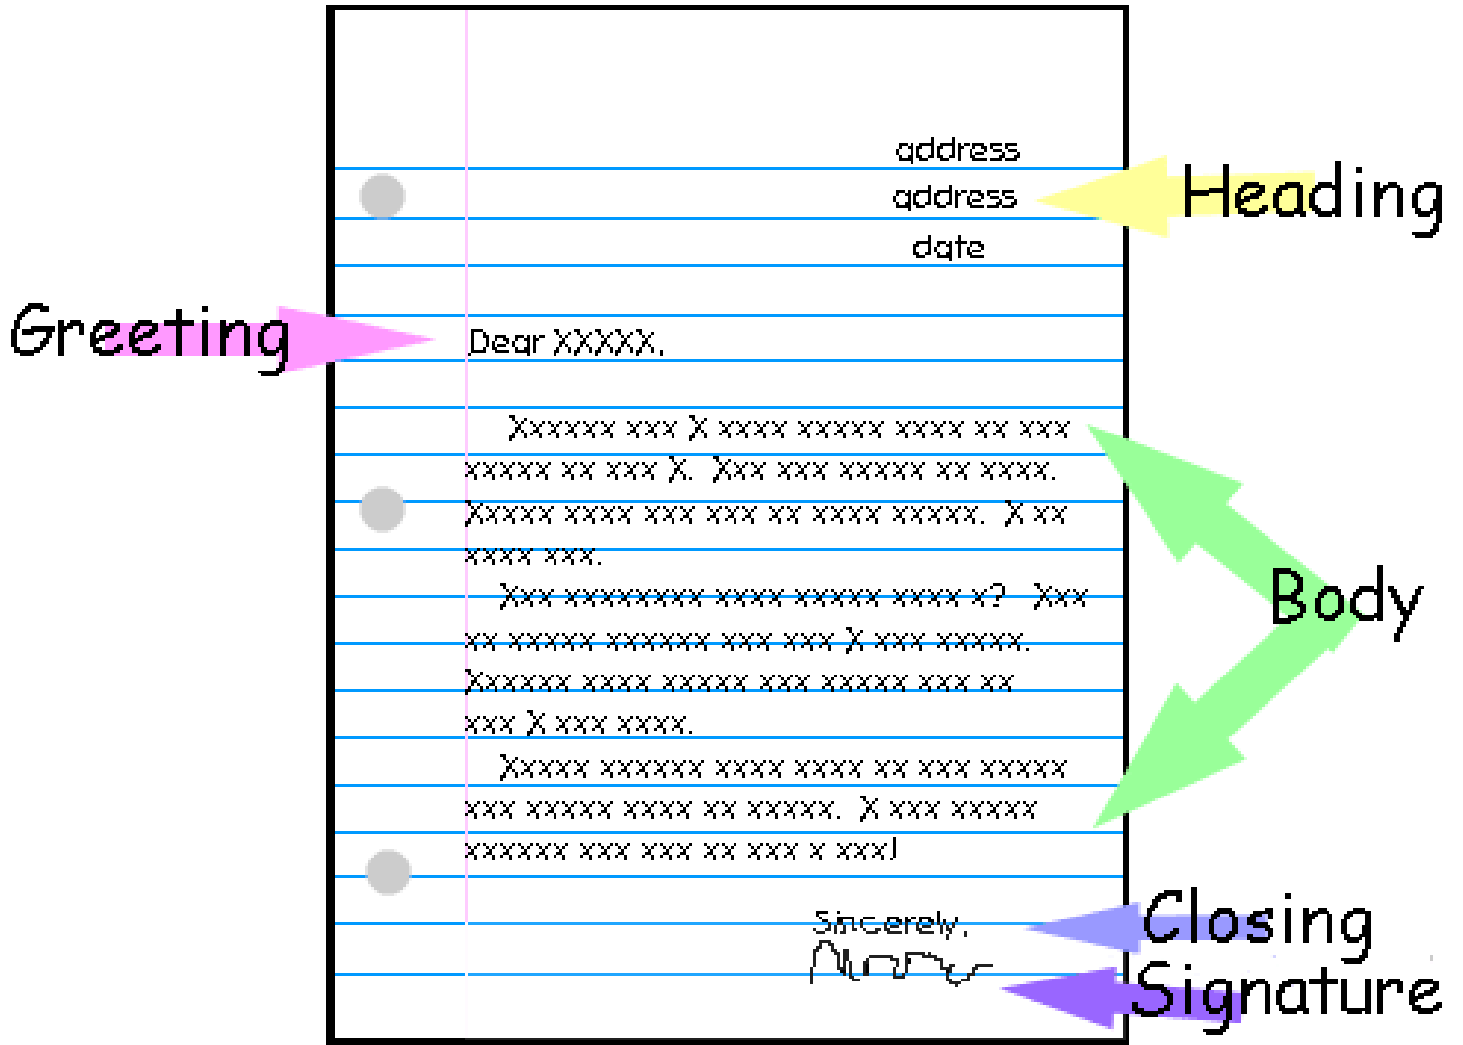 address
address
Heading
date
Greeting
Dear XXXXX,
Xxxxxx xxx X xxxx xxxxx xxxx xx xxx
xxxxx xx xxx X. Xxx xxx xxxxx xx xxxx.
Xxxxx xxxx xxx xxx xx xxxx xxxxx. X xx
xxxx xxx.
Xxx xxxxxxxx xxxx xxxxx xxxx x? Xxx
Body
xx xxxxx xxxxxx xxx xxx X xxx xxxxx.
Xxxxxx xxxx xxxxx xxx xxxxx xxx xx
xxx X xxx xxxx.
Xxxxx xxxxxx xxxx xxxx xx xxx xxxxx
xxx xxxxx xxxx xx xxxxx. X xxx xxxxx
xxxxxx xxx xxx xx xxx x xxx!
Sincerely,
Closing
Signature